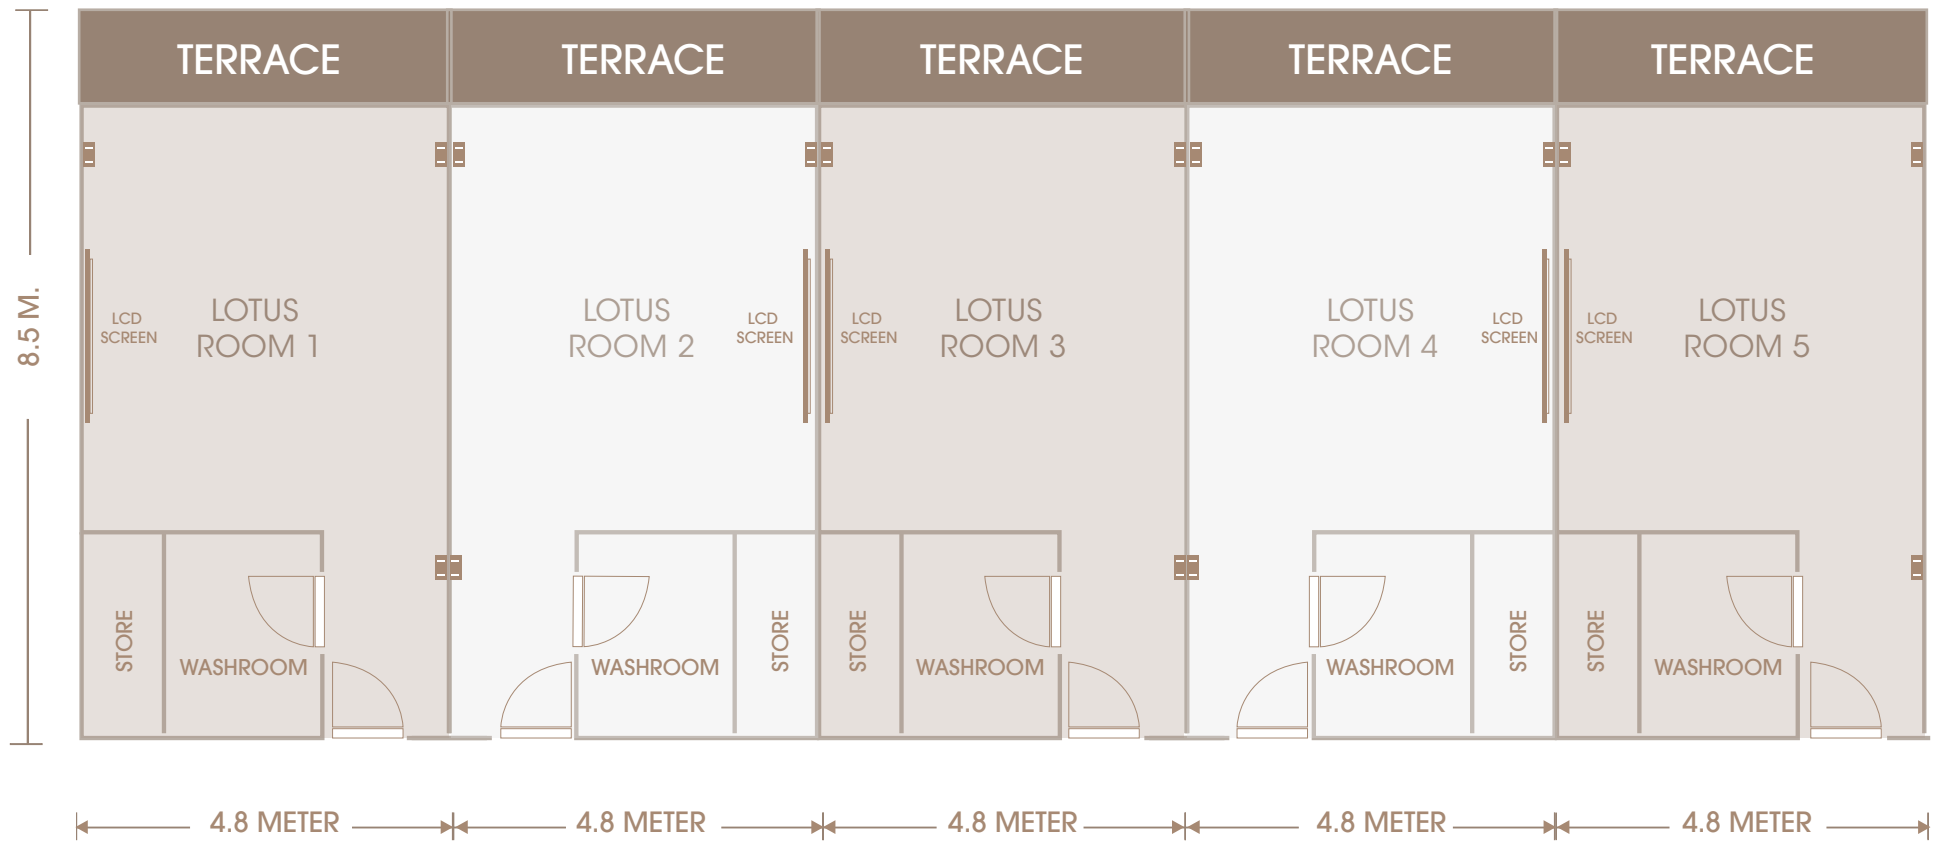 TERRACE
TERRACE
TERRACE
TERRACE
TERRACE
8.5 M.
LCD
SCREEN
LOTUS
ROOM 1
LOTUS
ROOM 2
LCD
SCREEN
LCD
SCREEN
LOTUS
ROOM 3
LOTUS
ROOM 4
LCD
SCREEN
LCD
SCREEN
LOTUS
ROOM 5
STORE
WASHROOM
WASHROOM
STORE
STORE
WASHROOM
WASHROOM
STORE
STORE
WASHROOM
4.8 METER
4.8 METER
4.8 METER
4.8 METER
4.8 METER